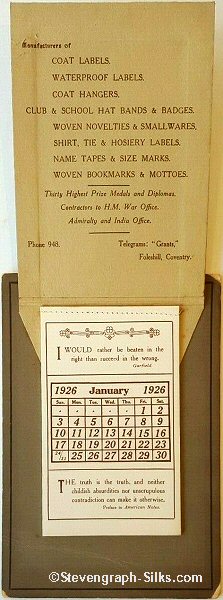 Manufacturers of
COAT LABELS.
WATERPROOF LABELS.
COAT HANGERS.
CLUB & SCHOOL HAT BANDS & BADGES.
WOVEN NOVELTIES & SMALLWARES.
SHIRT, TIE & HOSIERY LABELS.
NAME TAPES & SIZE MARKS.
WOVEN BOOKMARKS & MOTTOES.
Thirty Highest Prize Medals and Diplomas.
Contractors to H.M. War Office.
Admiralty and India Office.
Phone 948.
Telegrams: "Grants,"
Foleshill, Coventry.
I WOULD rather be beaten in the
right than succeed in the wrong.
Garfield
1926 January 1926
Sun. Mon. Tue. Wed. Thu. Fri. Sat.
1 2
3 4 5 6 7 8 9
10 11 12 13 14 15 16
17 18 19 20 21 22 23
24/31 25 26 27 28 29 30
THE truth is the truth, and neither
childish absurdities nor unscrupulous
contradiction can make it otherwise.
Preface to American Notes.
©Stevengraph-Silks.com